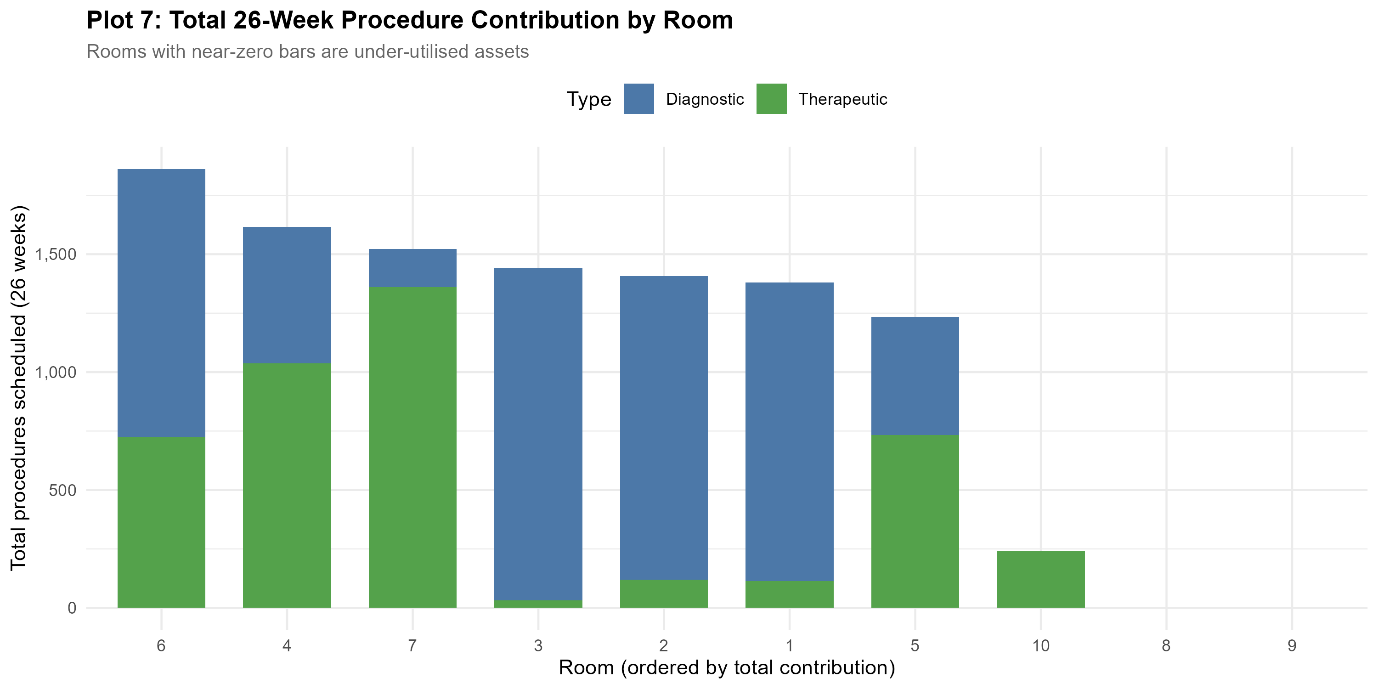 Plot 7: Total 26-Week Procedure Contribution by Room
Rooms with near-zero bars are under-utilised assets
Type Diagnostic Therapeutic
Total procedures scheduled (26 weeks)
1,500
1,000
500
0
6 4 7 3 2 1 5 10 8 9
Room (ordered by total contribution)